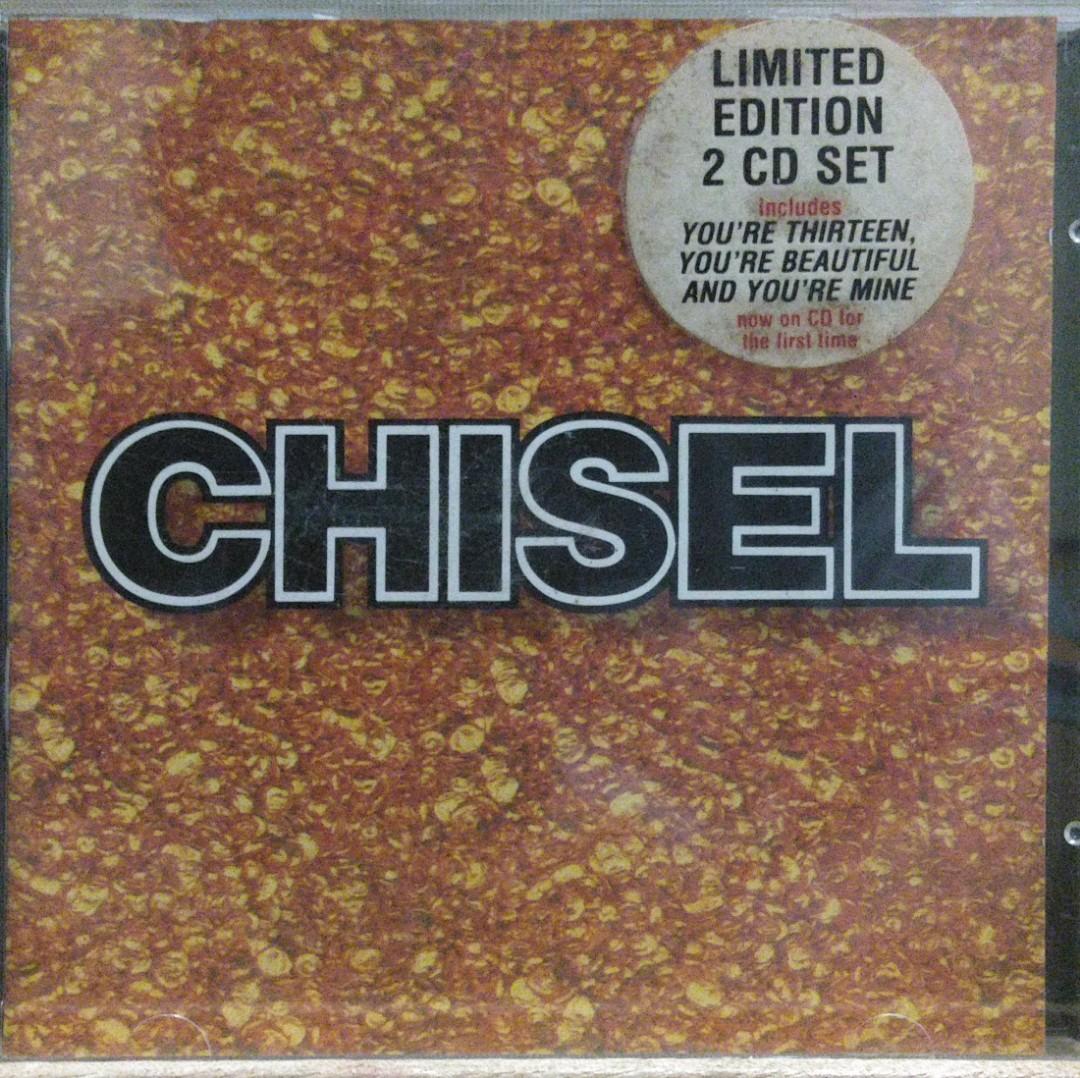 LIMITED
EDITION
2 CD SET
includes
YOU'RE THIRTEEN,
YOU'RE BEAUTIFUL
AND YOU'RE MINE
now on CD for
the first time
CHISEL